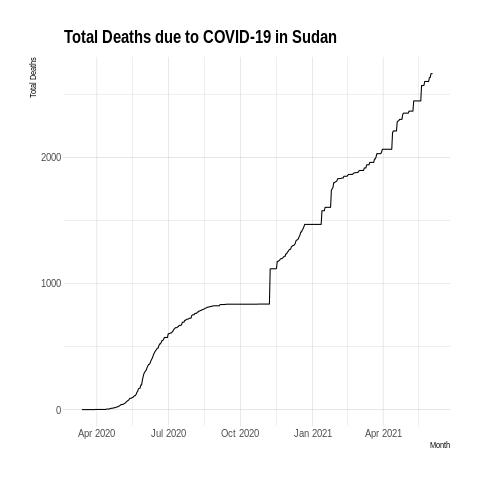 Total Deaths due to COVID-19 in Sudan
Total Deaths
2000
1000
0
Apr 2020 Jul 2020 Oct 2020 Jan 2021 Apr 2021
Month